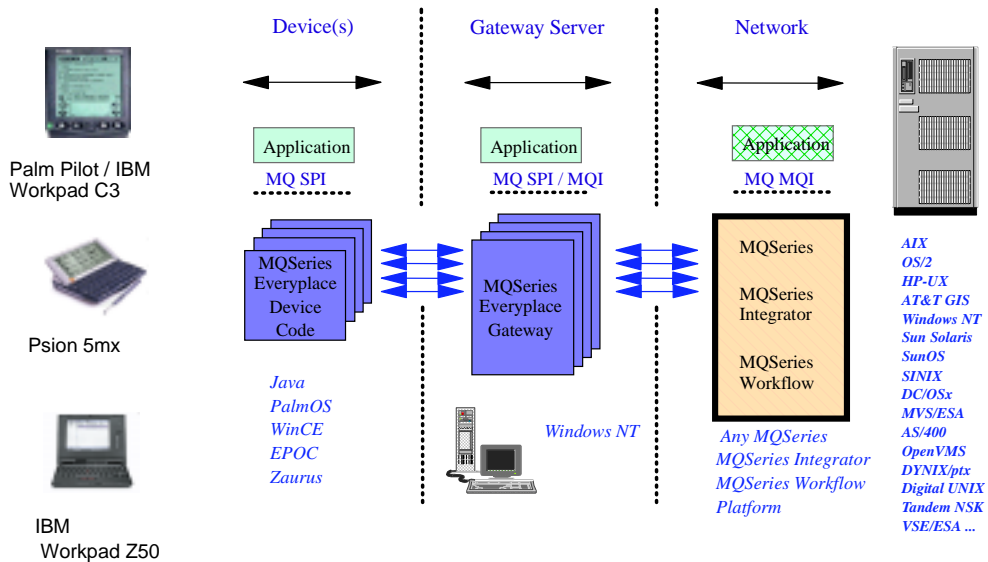 Device(s)
Gateway Server
Network
Palm Pilot / IBM
Workpad C3
Psion 5mx
IBM
Workpad Z50
Application
MQ SPI
MQSeries
Everyplace
Device
Code
Java
PalmOS
WinCE
EPOC
Zaurus
Application
MQ SPI / MQI
MQSeries
Everyplace
Gateway
Windows NT
Application
MQ MQI
MQSeries
MQSeries
Integrator
MQSeries
Workflow
Any MQSeries
MQSeries Integrator
MQSeries Workflow
Platform
AIX
OS/2
HP-UX
AT&T GIS
Windows NT
Sun Solaris
SunOS
SINIX
DC/OSx
MVS/ESA
AS/400
OpenVMS
DYNIX/ptx
Digital UNIX
Tandem NSK
VSE/ESA ...